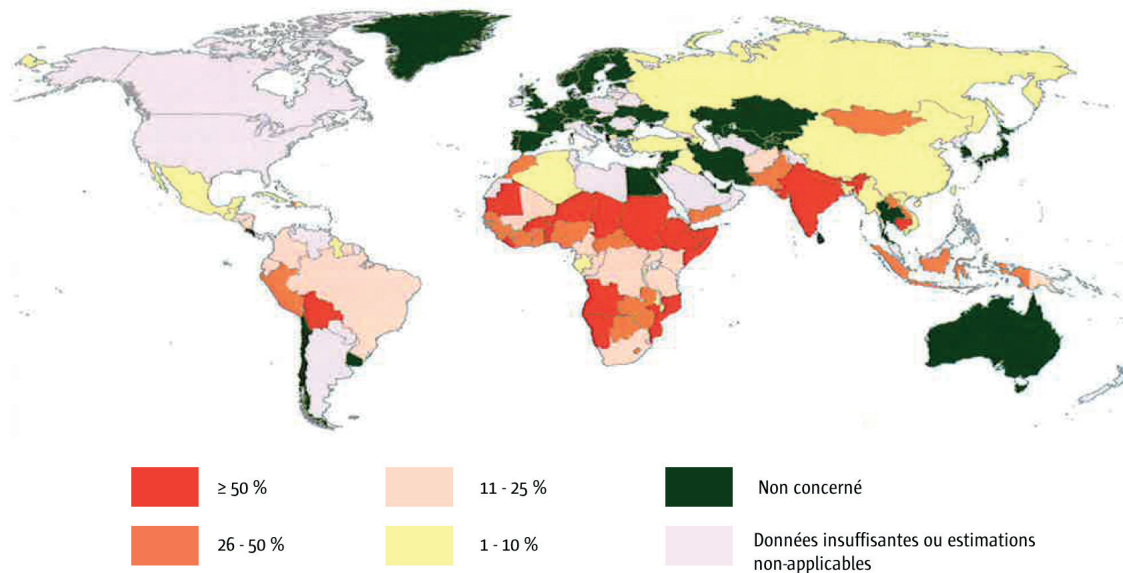 ≥ 50 %
11 - 25 %
Non concerné
26 - 50 %
1 - 10 %
Données insuffisantes ou estimations
non-applicables